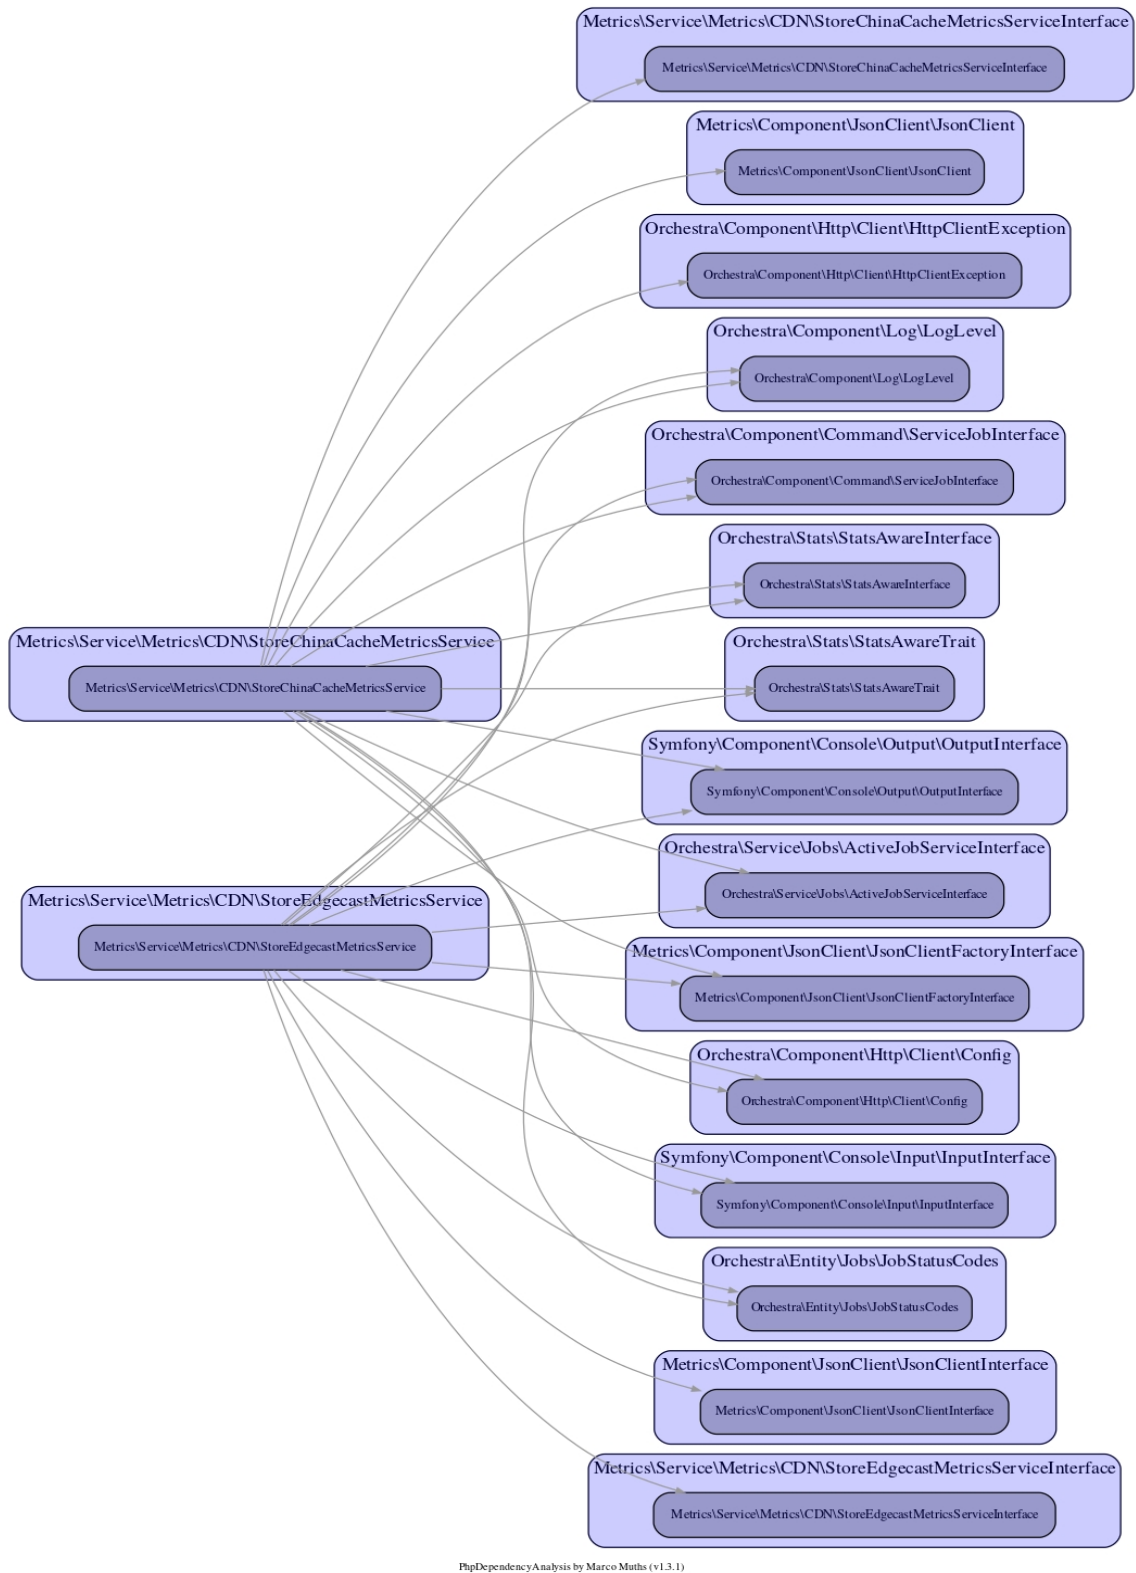 Metrics\Service\Metrics\CDN\StoreChinaCacheMetricsServiceInterface
Metrics\Service\Metrics\CDN\StoreChinaCacheMetricsServiceInterface
Metrics\Component\JsonClient\JsonClient
Metrics\Component\JsonClient\JsonClient
Orchestra\Component\Http\Client\HttpClientException
Orchestra\Component\Http\Client\HttpClientException
Orchestra\Component\Log\LogLevel
Orchestra\Component\Log\LogLevel
Orchestra\Component\Command\ServiceJobInterface
Orchestra\Component\Command\ServiceJobInterface
Orchestra\Stats\StatsAwareInterface
Orchestra\Stats\StatsAwareInterface
Metrics\Service\Metrics\CDN\StoreChinaCacheMetricsService
Metrics\Service\Metrics\CDN\StoreChinaCacheMetricsService
Orchestra\Stats\StatsAwareTrait
Orchestra\Stats\StatsAwareTrait
Symfony\Component\Console\Output\OutputInterface
Symfony\Component\Console\Output\OutputInterface
Orchestra\Service\Jobs\ActiveJobServiceInterface
Orchestra\Service\Jobs\ActiveJobServiceInterface
Metrics\Service\Metrics\CDN\StoreEdgecastMetricsService
Metrics\Service\Metrics\CDN\StoreEdgecastMetricsService
Metrics\Component\JsonClient\JsonClientFactoryInterface
Metrics\Component\JsonClient\JsonClientFactoryInterface
Orchestra\Component\Http\Client\Config
Orchestra\Component\Http\Client\Config
Symfony\Component\Console\Input\InputInterface
Symfony\Component\Console\Input\InputInterface
Orchestra\Entity\Jobs\JobStatusCodes
Orchestra\Entity\Jobs\JobStatusCodes
Metrics\Component\JsonClient\JsonClientInterface
Metrics\Component\JsonClient\JsonClientInterface
Metrics\Service\Metrics\CDN\StoreEdgecastMetricsServiceInterface
Metrics\Service\Metrics\CDN\StoreEdgecastMetricsServiceInterface
PhpDependencyAnalysis by Marco Muths (v1.3.1)